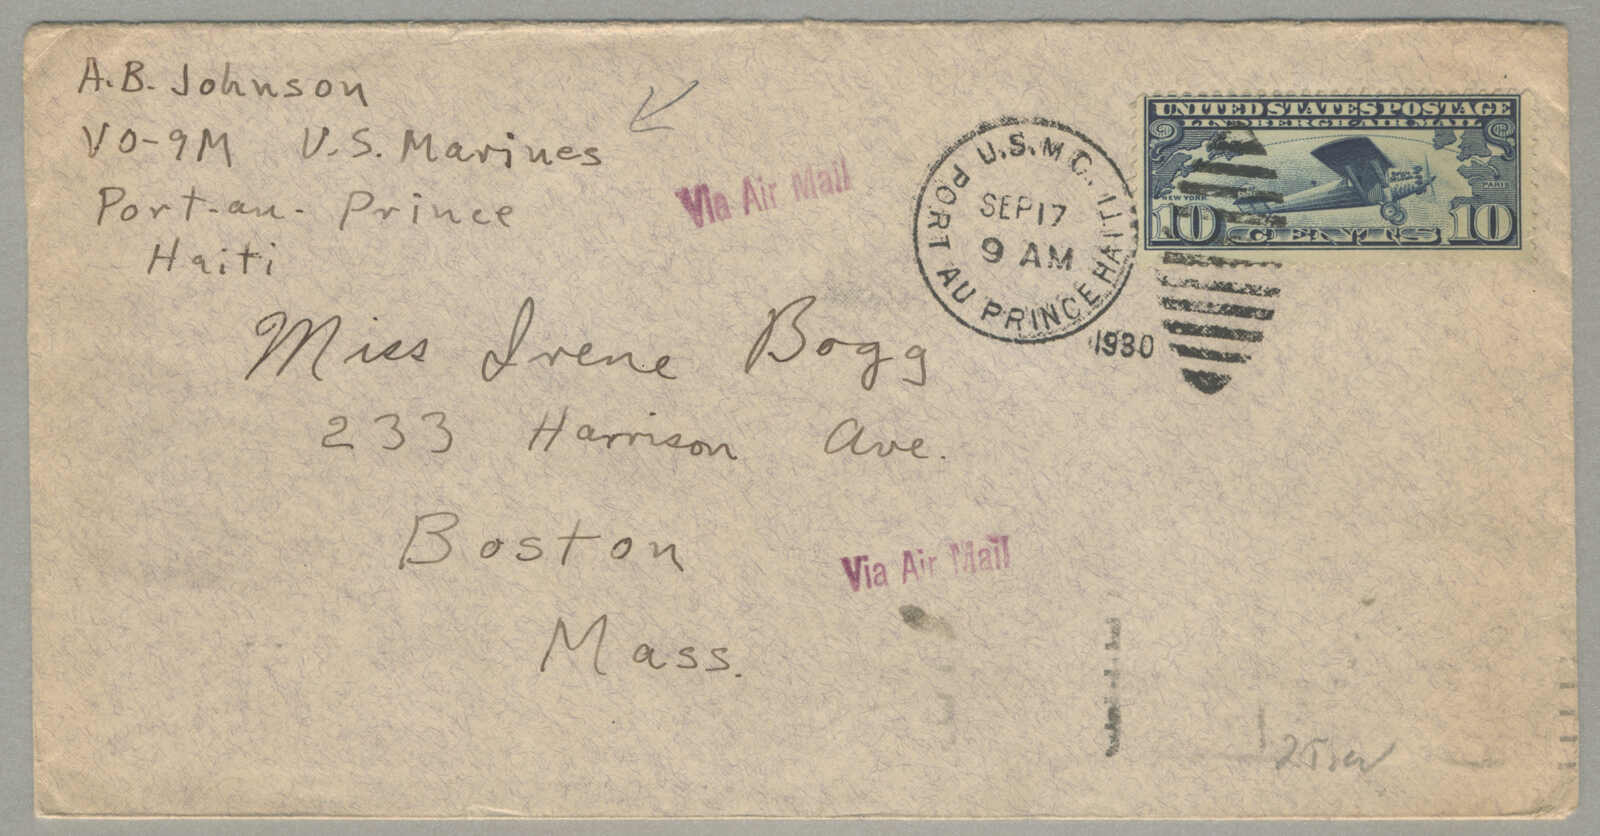 A.B. Johnson
VO-9M U.S. Marines
Port-au-Prince
Haiti
Via Air Mail
U.S.M.C. HAITI
PORT AU PRINCE
SEP 17
9 AM
1930
UNITED STATES POSTAGE
LINDBERGH AIR MAIL
NEW YORK
PARIS
10 CENTS 10
Miss Irene Bogg
233 Harrison Ave.
Boston
Mass.
Via Air Mail